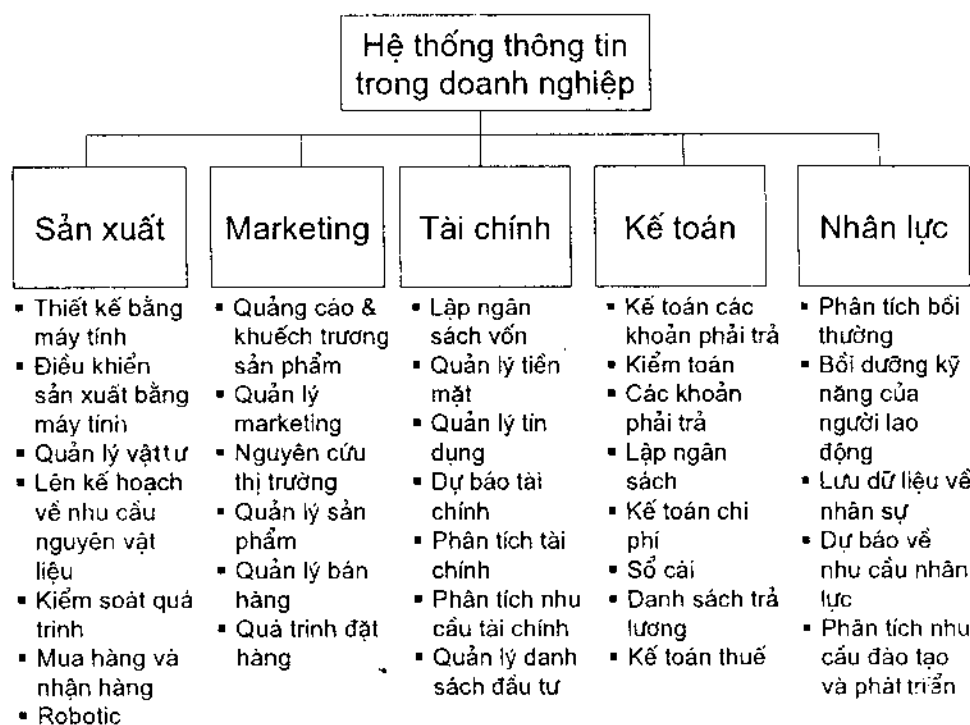 Hệ thống thông tin
trong doanh nghiệp
Sản xuất
Marketing
Tài chính
Kế toán
Nhân lực
▪ Thiết kế bằng
máy tính
▪ Điều khiển
sản xuất bằng
máy tính
▪ Quản lý vật tư
▪ Lên kế hoạch
về nhu cầu
nguyên vật
liệu
▪ Kiểm soát quá
trình
▪ Mua hàng và
nhận hàng
▪ Robotic
▪ Quảng cáo &
khuếch trương
sản phẩm
▪ Quản lý
marketing
▪ Nguyên cứu
thị trường
▪ Quản lý sản
phẩm
▪ Quản lý bán
hàng
▪ Quá trình đặt
hàng
▪ Lập ngân
sách vốn
▪ Quản lý tiền
mặt
▪ Quản lý tín
dụng
▪ Dự báo tài
chính
▪ Phân tích tài
chính
▪ Phân tích nhu
cầu tài chính
▪ Quản lý danh
sách đầu tư
▪ Kế toán các
khoản phải trả
▪ Kiểm toán
▪ Các khoản
phải trả
▪ Lập ngân
sách
▪ Kế toán chi
phí
▪ Sổ cái
▪ Danh sách trả
lương
▪ Kế toán thuế
▪ Phân tích bồi
thường
▪ Bồi dưỡng kỹ
năng của
người lao
động
▪ Lưu dữ liệu về
nhân sự
▪ Dự báo về
nhu cầu nhân
lực
▪ Phân tích nhu
cầu đào tạo
và phát triển